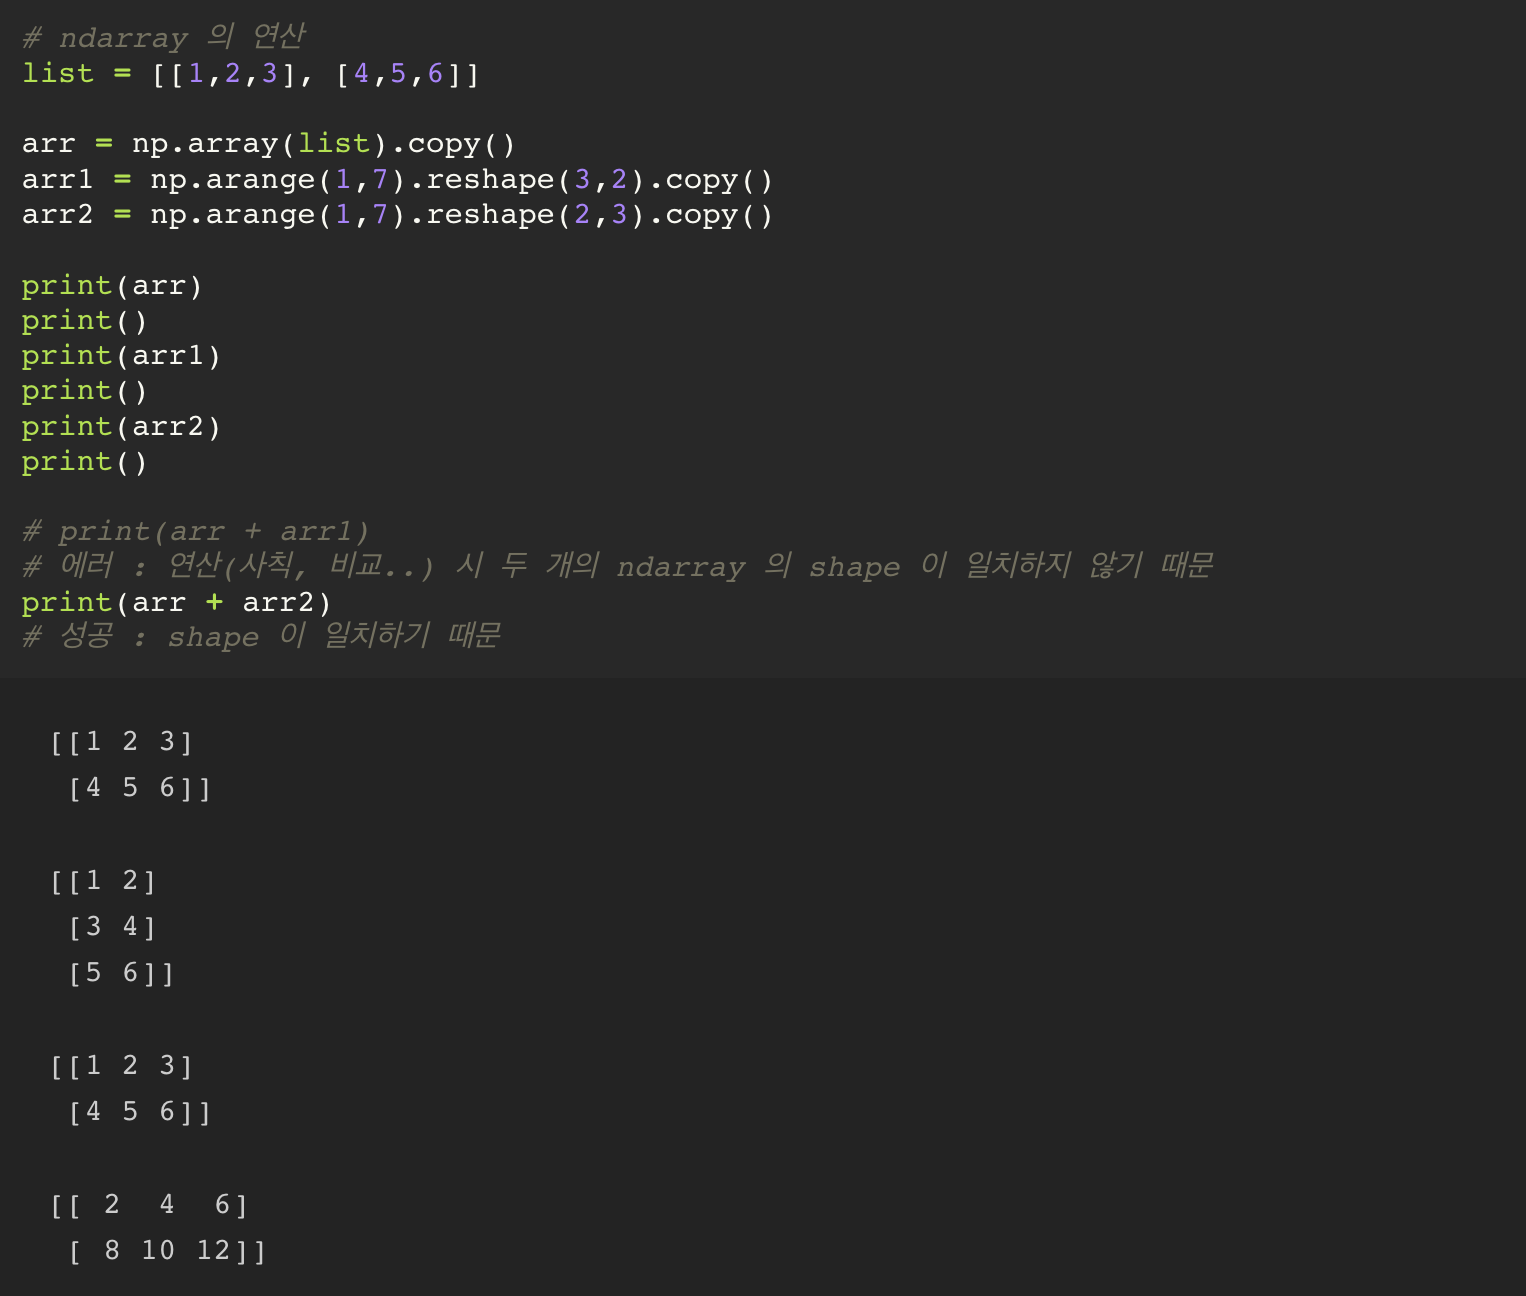 # ndarray 의 연산
list = [[1,2,3], [4,5,6]]
arr = np.array(list).copy()
arr1 = np.arange(1,7).reshape(3,2).copy()
arr2 = np.arange(1,7).reshape(2,3).copy()
print(arr)
print()
print(arr1)
print()
print(arr2)
print()
# print(arr + arr1)
# 에러 : 연산(사칙, 비교..) 시 두 개의 ndarray 의 shape 이 일치하지 않기 때문
print(arr + arr2)
# 성공 : shape 이 일치하기 때문
[[1 2 3]
 [4 5 6]]
[[1 2]
 [3 4]
 [5 6]]
[[1 2 3]
 [4 5 6]]
[[ 2  4  6]
 [ 8 10 12]]